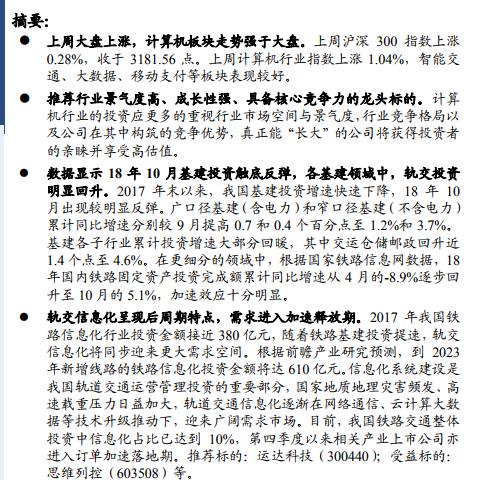 摘要：
● 上周大盘上涨，计算机板块走势强于大盘。上周沪深 300 指数上涨
0.28%，收于 3181.56 点。上周计算机行业指数上涨 1.04%，智能交
通、大数据、移动支付等板块表现较好。
● 推荐行业景气度高、成长性强、具备核心竞争力的龙头标的。计算
机行业的投资应更多的重视行业市场空间与景气度，行业竞争格局以
及公司在其中构筑的竞争优势，真正能“长大”的公司将获得投资者
的亲睐并享受高估值。
● 数据显示 18 年 10 月基建投资触底反弹，各基建领域中，轨交投资
明显回升。2017 年末以来，我国基建投资增速快速下降，18 年 10
月出现较明显反弹。广口径基建（含电力）和窄口径基建（不含电力）
累计同比增速分别较 9 月提高 0.7 和 0.4 个百分点至 1.2%和 3.7%。
基建各子行业累计投资增速大部分回暖，其中交运仓储邮政回升近
1.4 个点至 4.6%。在更细分的领域中，根据国家铁路信息网数据，18
年国内铁路固定资产投资完成额累计同比增速从 4 月的-8.9%逐步回
升至 10 月的 5.1%，加速效应十分明显。
● 轨交信息化呈现后周期特点，需求进入加速释放期。2017 年我国铁
路信息化行业投资金额接近 380 亿元，随着铁路基建投资提速，轨交
信息化将同步迎来更大需求空间。根据前瞻产业研究预测，到 2023
年新增线路的铁路信息化投资金额将达 610 亿元。信息化系统建设是
我国轨道交通运营管理投资的重要部分，国家地质地理灾害频发、高
速载重压力日益加大，轨道交通信息化逐渐在网络通信、云计算大数
据等技术升级推动下，迎来广阔需求市场。目前，我国铁路交通整体
投资中信息化占比已达到 10%，第四季度以来相关产业上市公司亦
进入订单加速落地期。推荐标的：运达科技（300440）；受益标的：
思维列控（603508）等。